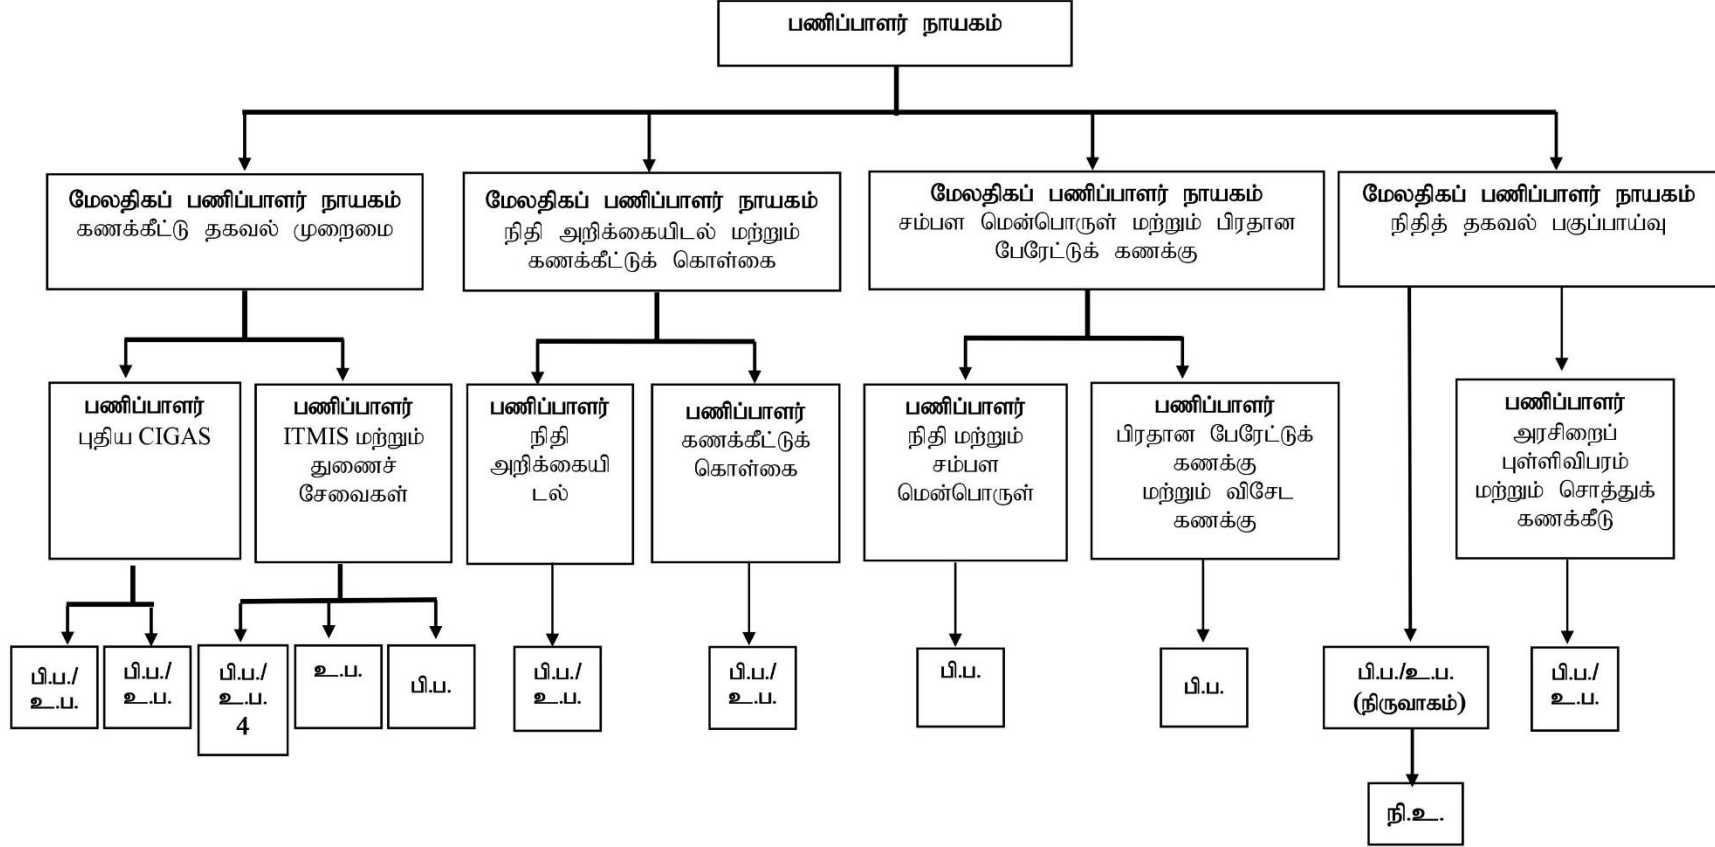 பணிப்பாளர் நாயகம்
மேலதிகப் பணிப்பாளர் நாயகம்
கணக்கீட்டு தகவல் முறைமை
மேலதிகப் பணிப்பாளர் நாயகம்
நிதி அறிக்கையிடல் மற்றும்
கணக்கீட்டுக் கொள்கை
மேலதிகப் பணிப்பாளர் நாயகம்
சம்பள மென்பொருள் மற்றும் பிரதான
பேரேட்டுக் கணக்கு
மேலதிகப் பணிப்பாளர் நாயகம்
நிதித் தகவல் பகுப்பாய்வு
பணிப்பாளர்
புதிய CIGAS
பணிப்பாளர்
ITMIS மற்றும்
துணைச்
சேவைகள்
பணிப்பாளர்
நிதி
அறிக்கையி
டல்
பணிப்பாளர்
கணக்கீட்டுக்
கொள்கை
பணிப்பாளர்
நிதி மற்றும்
சம்பள
மென்பொருள்
பணிப்பாளர்
பிரதான பேரேட்டுக்
கணக்கு
மற்றும் விசேட
கணக்கு
பணிப்பாளர்
அரசிறைப்
புள்ளிவிபரம்
மற்றும் சொத்துக்
கணக்கீடு
பி.ப./
உ.ப.
பி.ப./
உ.ப.
பி.ப./
உ.ப.
4
உ.ப.
பி.ப.
பி.ப./
உ.ப.
பி.ப./
உ.ப.
பி.ப.
பி.ப.
பி.ப./உ.ப.
(நிருவாகம்)
பி.ப./
உ.ப.
நி.உ.